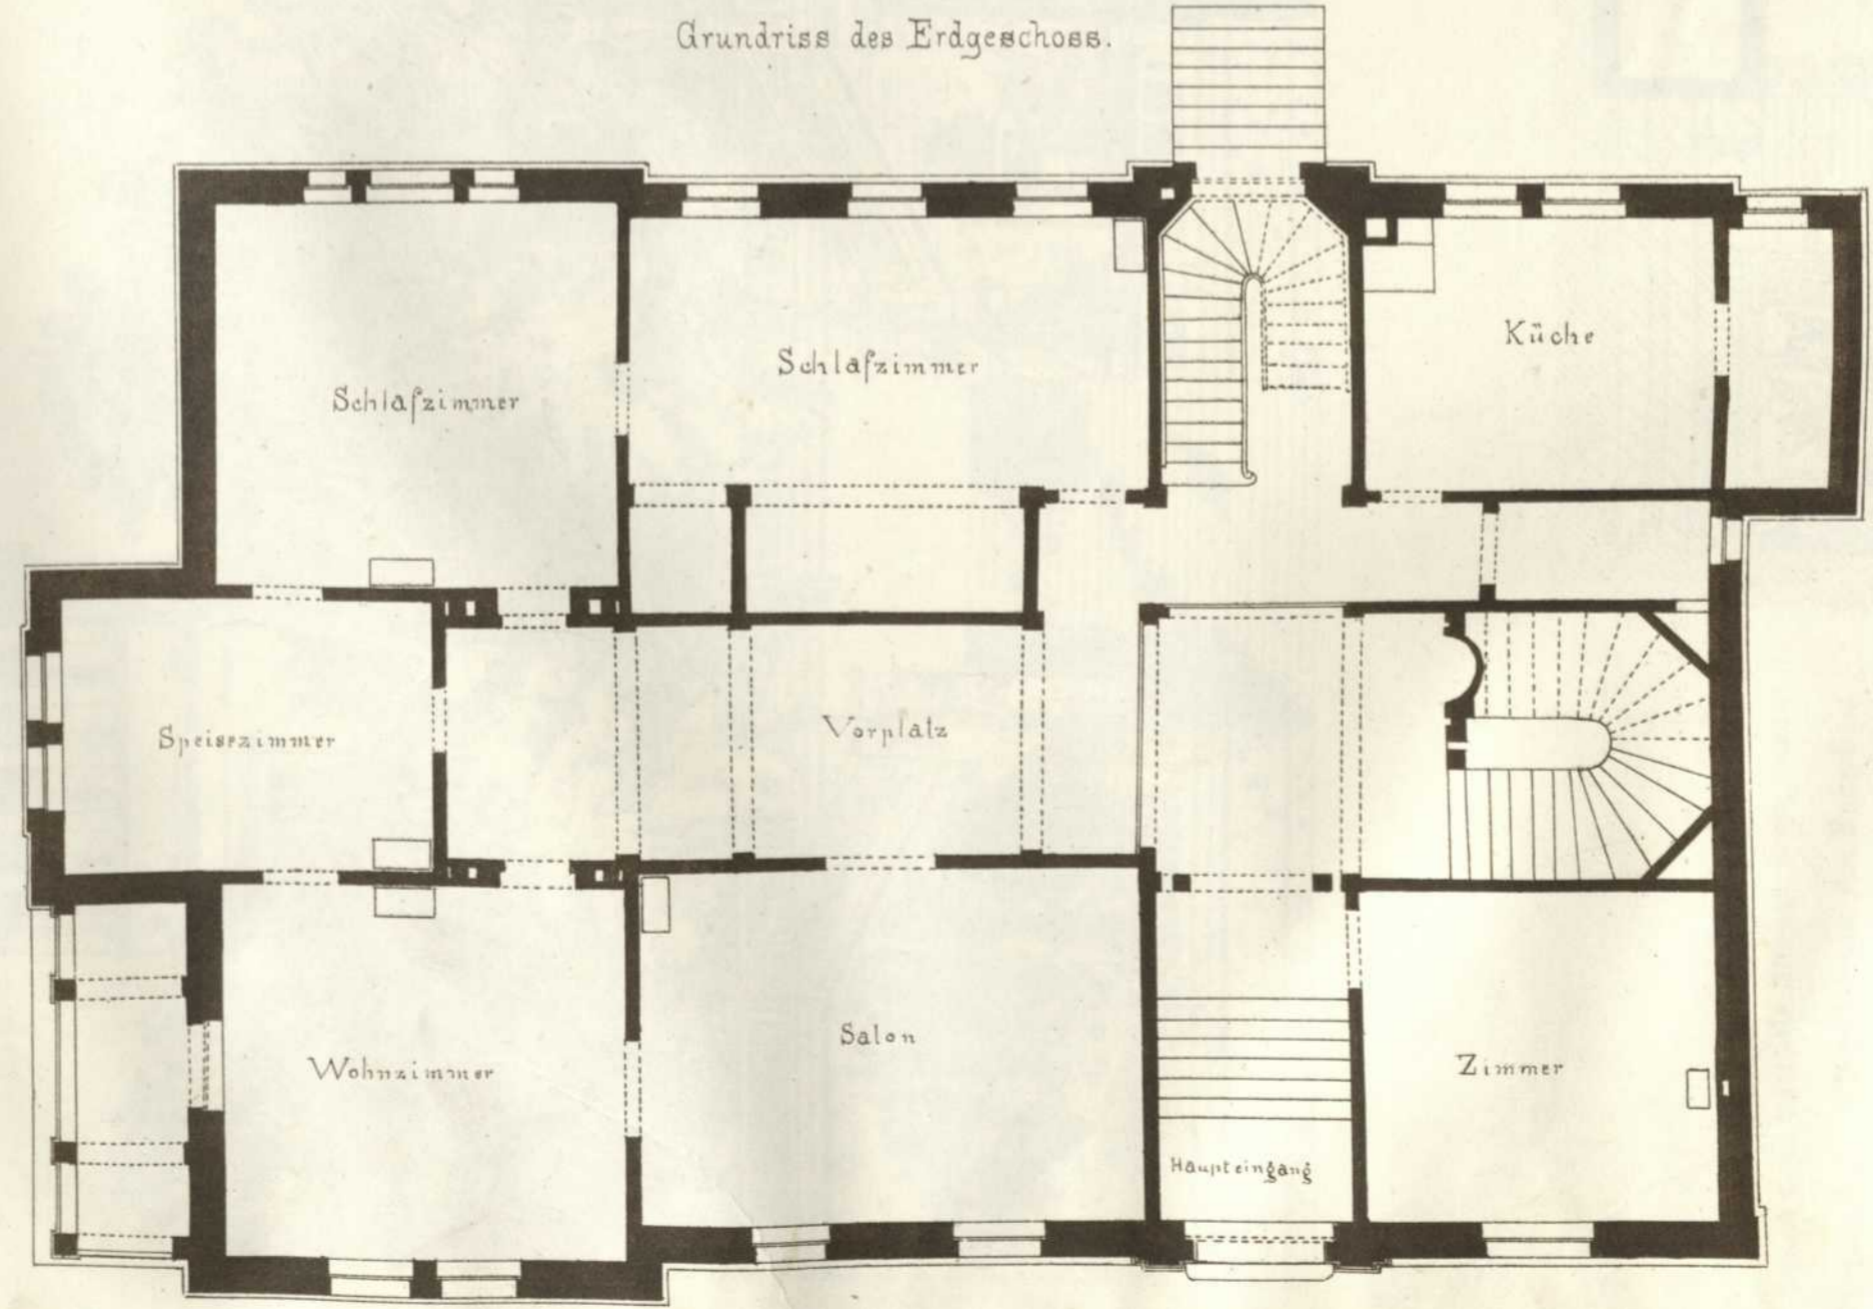 Grundriss des Erdgeschoss.
Schlafzimmer
Schlafzimmer
Küche
Speisezimmer
Vorplatz
Wohnzimmer
Salon
Zimmer
Haupteingang